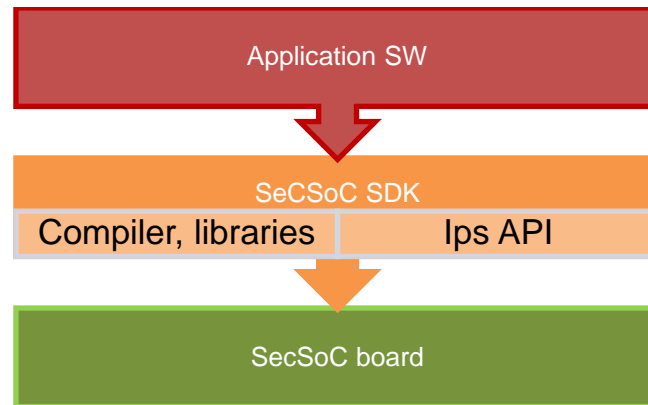 Application SW
SeCSoC SDK
Compiler, libraries
Ips API
SecSoC board